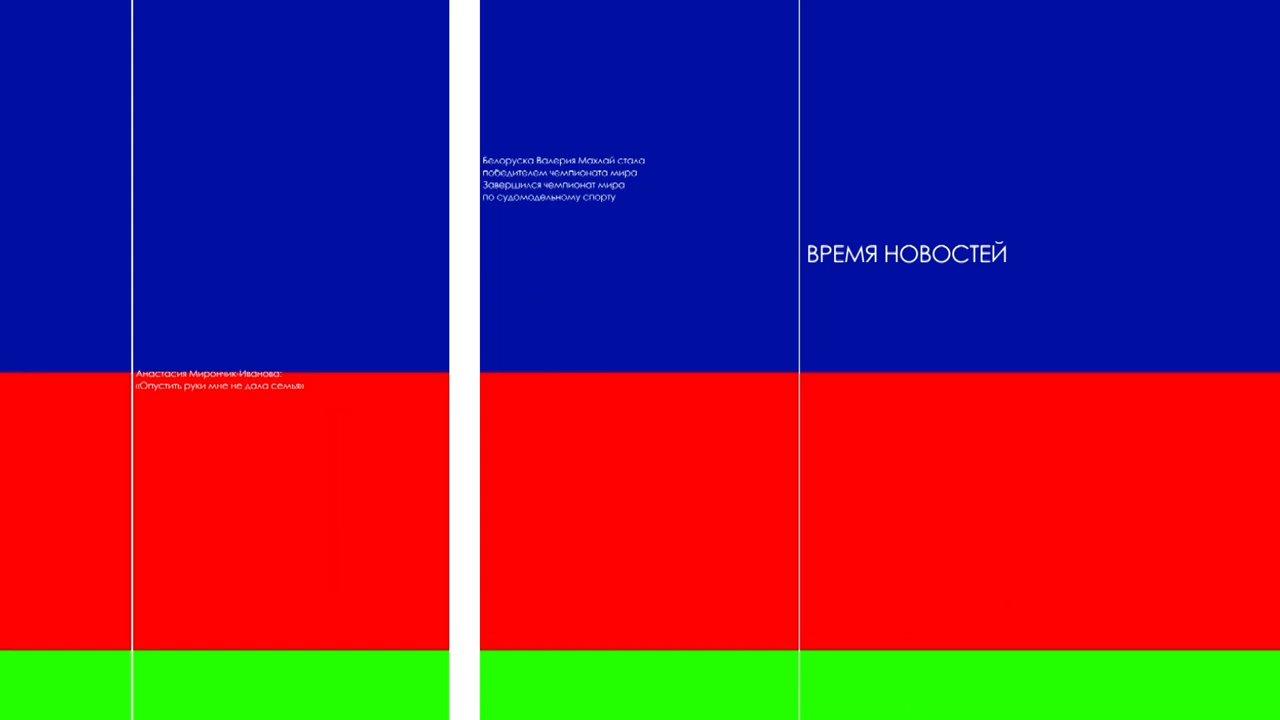 Белоруска Валерия Махлай стала
победителем чемпионата мира
Завершился чемпионат мира
по судомодельному спорту
ВРЕМЯ НОВОСТЕЙ
Анастасия Мирончик-Иванова:
«Опустить руки мне не дала семья»